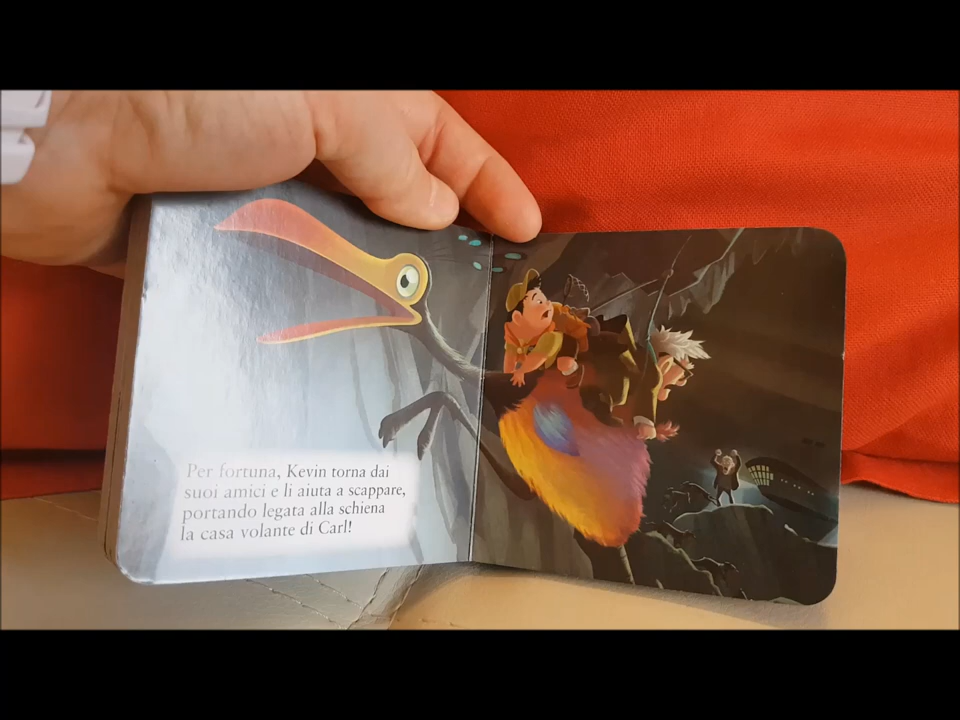 Per fortuna, Kevin torna dai
suoi amici e li aiuta a scappare,
portando legata alla schiena
la casa volante di Carl!